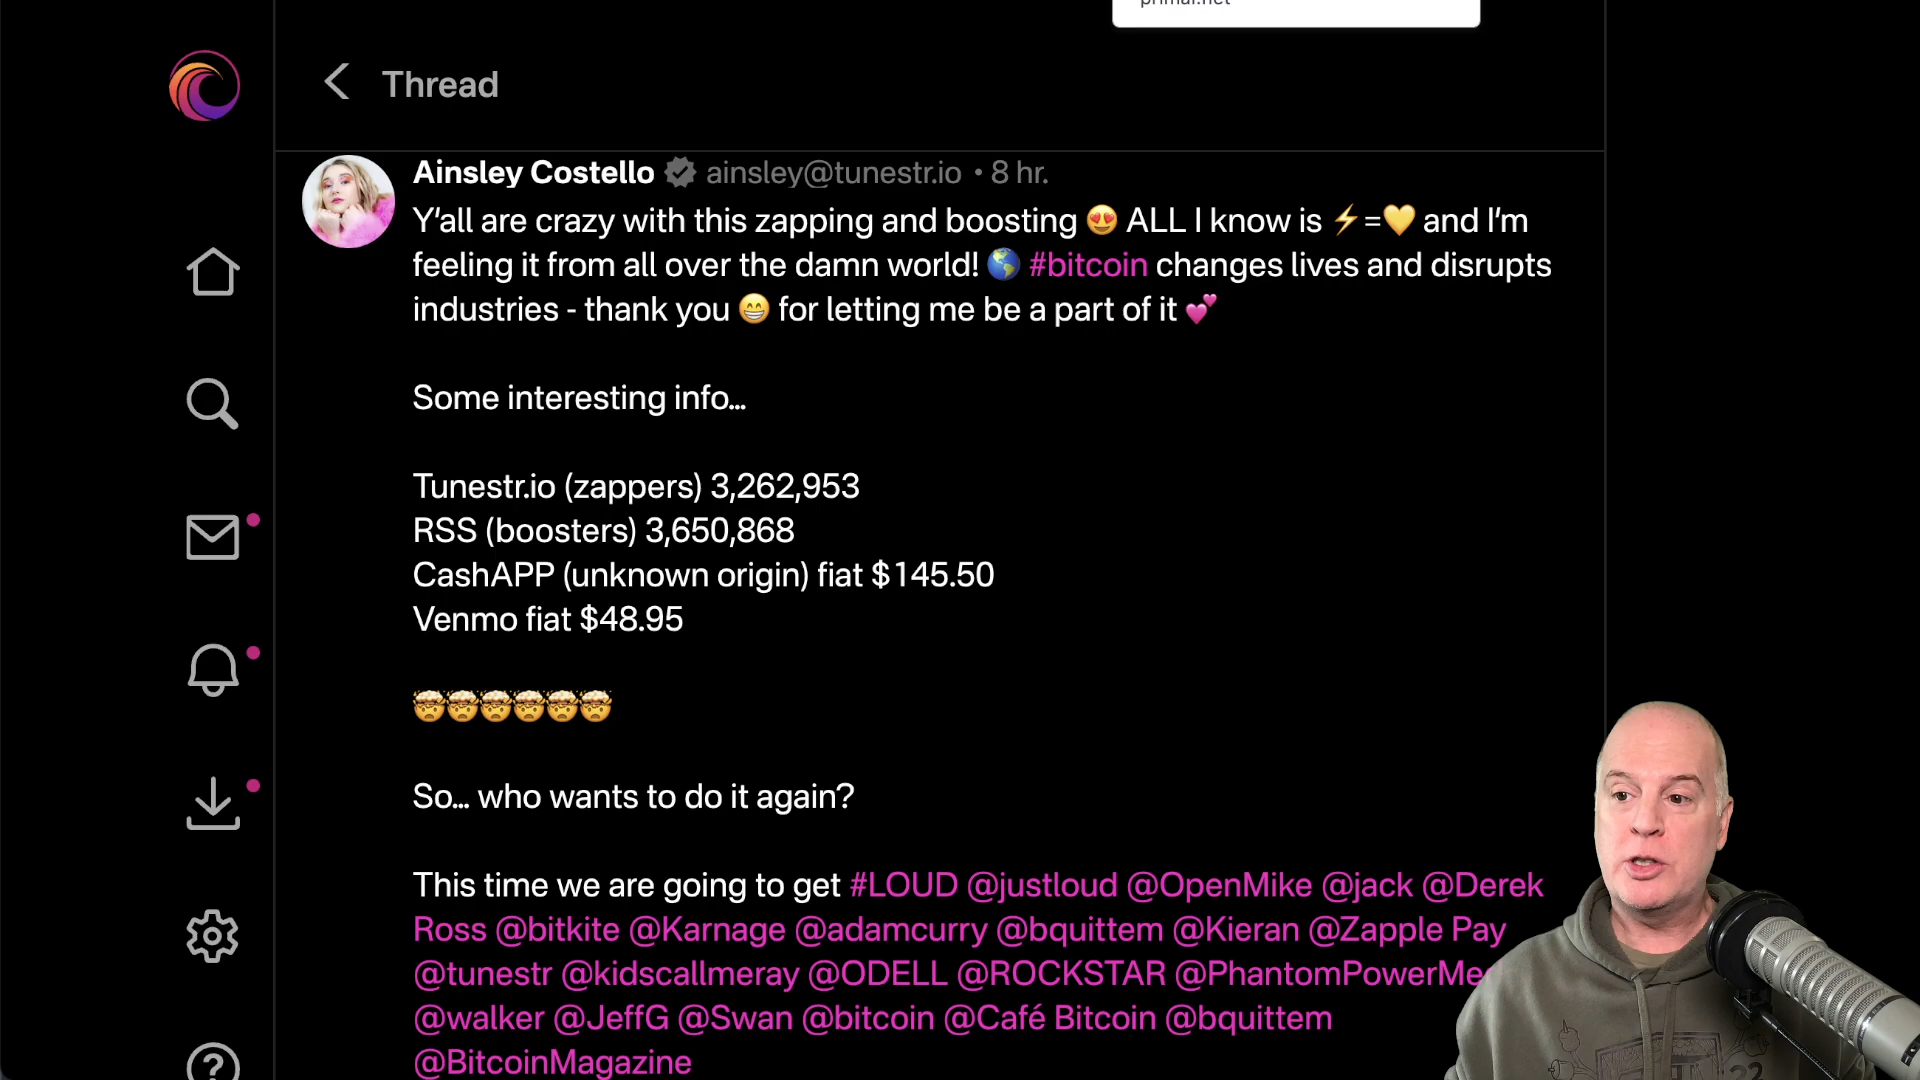 Thread
Ainsley Costello ainsley@tunestr.io • 8 hr.
Y'all are crazy with this zapping and boosting 😍 ALL I know is ⚡=💛 and I'm
feeling it from all over the damn world! 🌎 #bitcoin changes lives and disrupts
industries - thank you 😁 for letting me be a part of it 💕
Some interesting info...
Tunestr.io (zappers) 3,262,953
RSS (boosters) 3,650,868
CashAPP (unknown origin) fiat $145.50
Venmo fiat $48.95
🤯🤯🤯🤯🤯🤯
So... who wants to do it again?
This time we are going to get #LOUD @justloud @OpenMike @jack @Derek
Ross @bitkite @Karnage @adamcurry @bquittem @Kieran @Zapple Pay
@tunestr @kidscallmeray @ODELL @ROCKSTAR @PhantomPowerMe
@walker @JeffG @Swan @bitcoin @Café Bitcoin @bquittem
@BitcoinMagazine
22